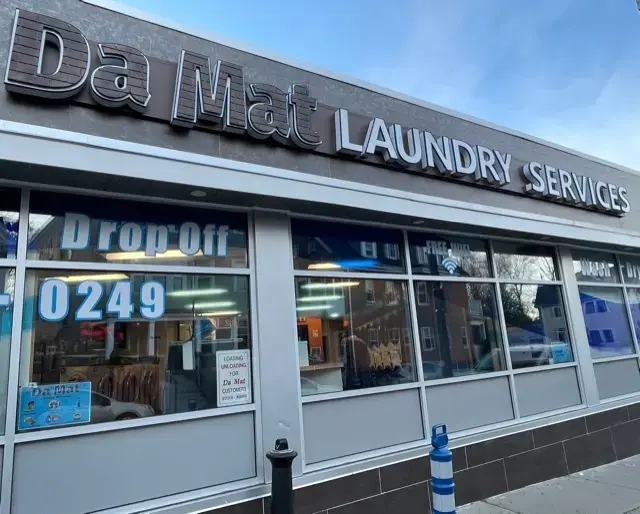 Da Mat LAUNDRY SERVICES
Drop Off
FREE WIFI
0249
Da Mat
LOADING
UNLOADING
FOR
Da Mat
CUSTOMERS